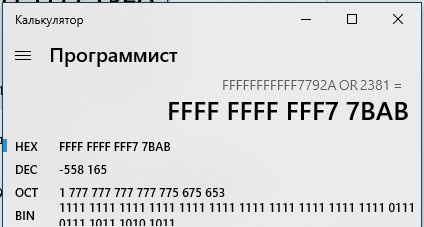 Калькулятор
Программист
FFFFFFFFFFF7792A OR 2381 =
FFFF FFFF FFF7 7BAB
HEX FFFF FFFF FFF7 7BAB
DEC -558 165
OCT 1 777 777 777 777 775 675 653
BIN 1111 1111 1111 1111 1111 1111 1111 1111 1111 1111 1111 0111
0111 1011 1010 1011